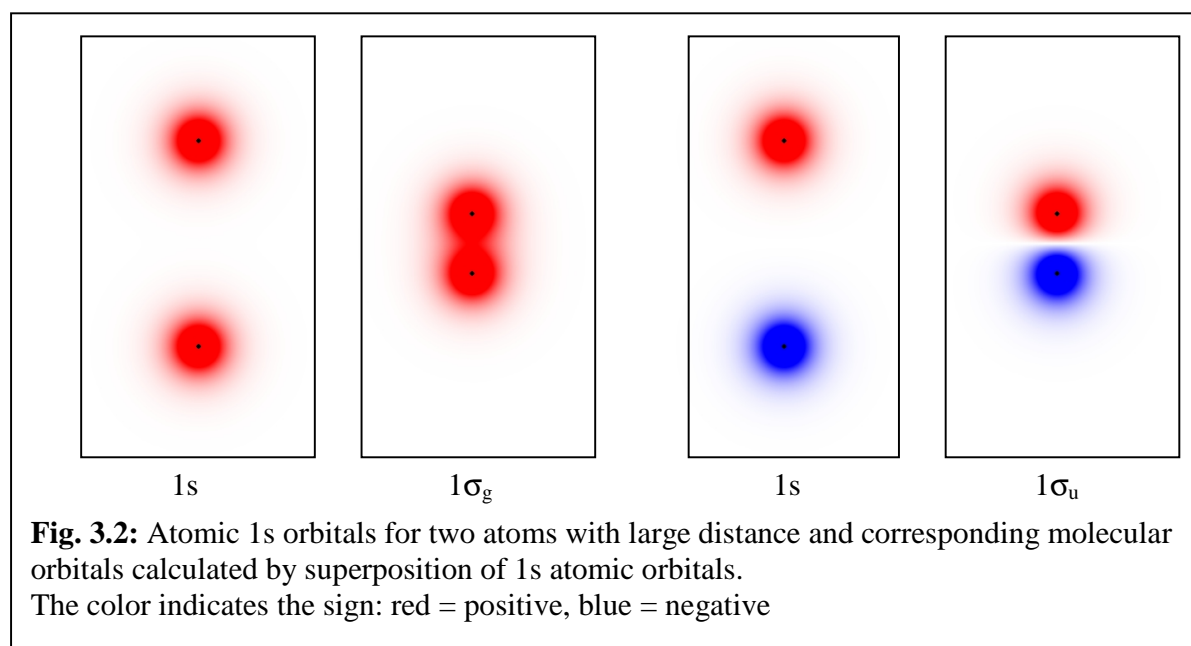 1s 1σg 1s 1σu
Fig. 3.2: Atomic 1s orbitals for two atoms with large distance and corresponding molecular
orbitals calculated by superposition of 1s atomic orbitals.
The color indicates the sign: red = positive, blue = negative